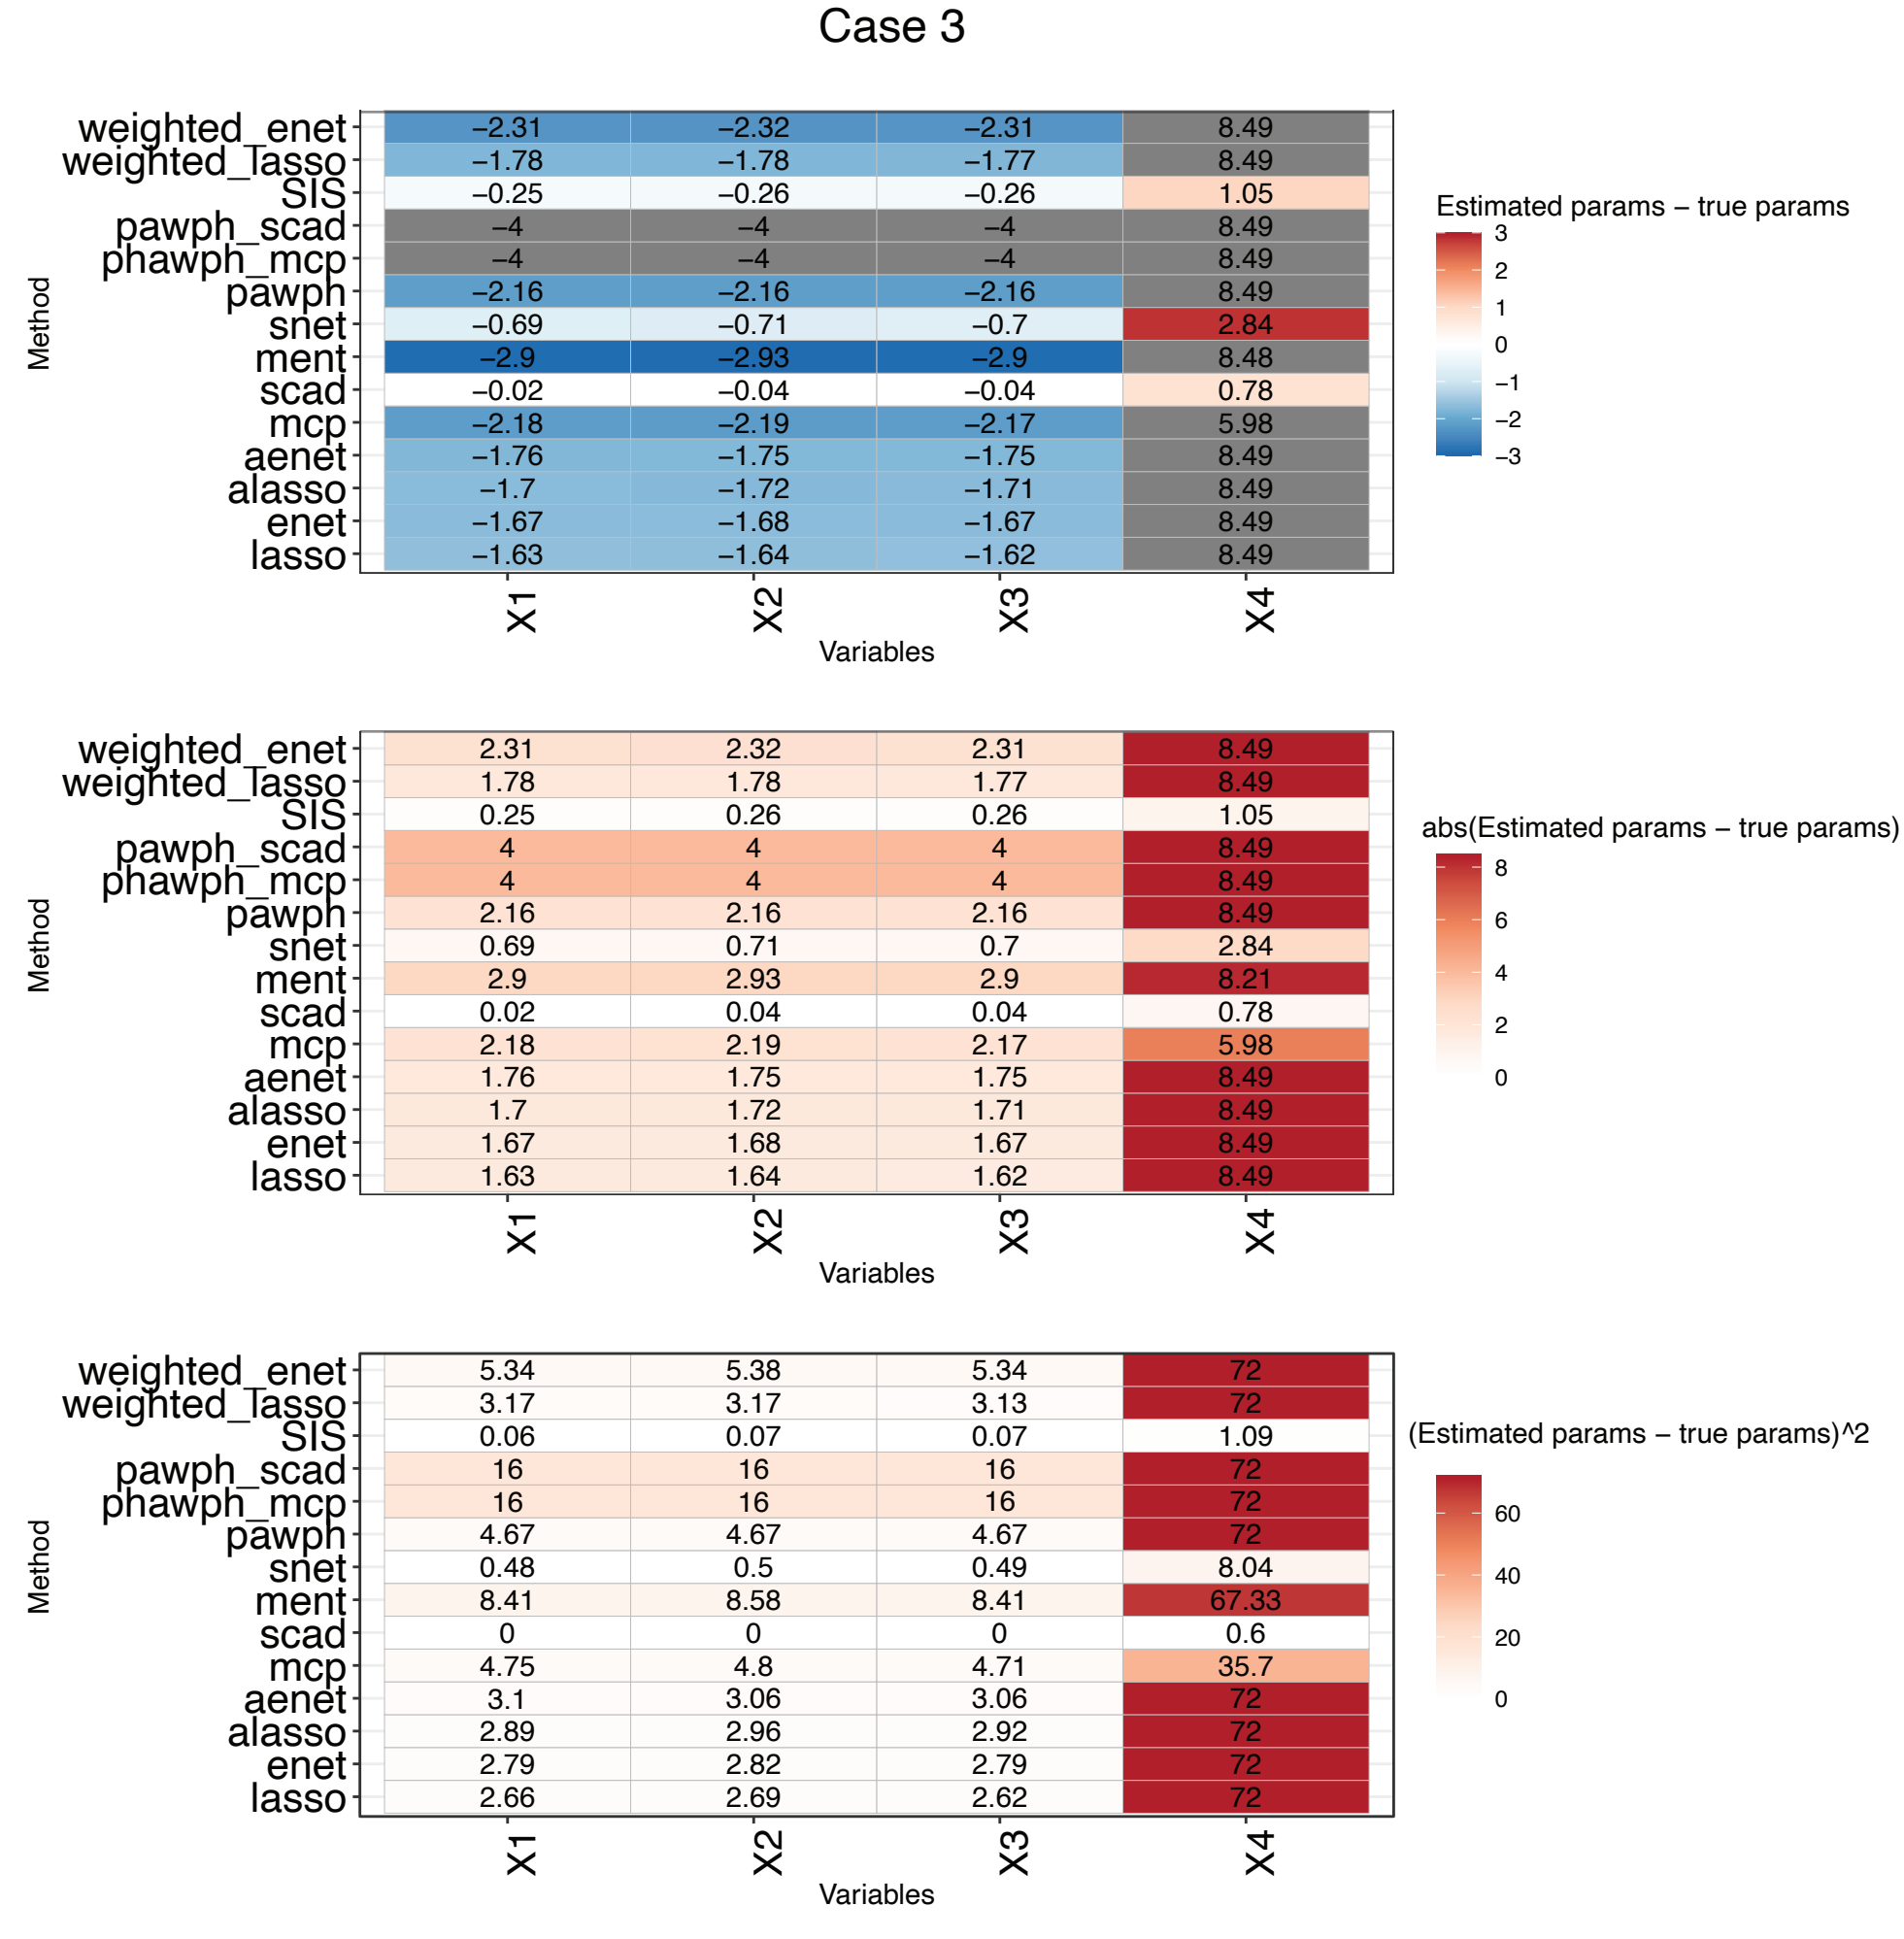 Case 3
weighted_enet −2.31 −2.32 −2.31 8.49
weighted_lasso −1.78 −1.78 −1.77 8.49
SIS −0.25 −0.26 −0.26 1.05
pawph_scad −4 −4 −4 8.49
phawph_mcp −4 −4 −4 8.49
pawph −2.16 −2.16 −2.16 8.49
snet −0.69 −0.71 −0.7 2.84
ment −2.9 −2.93 −2.9 8.48
scad −0.02 −0.04 −0.04 0.78
mcp −2.18 −2.19 −2.17 5.98
aenet −1.76 −1.75 −1.75 8.49
alasso −1.7 −1.72 −1.71 8.49
enet −1.67 −1.68 −1.67 8.49
lasso −1.63 −1.64 −1.62 8.49
X1 X2 X3 X4
Variables
Method
Estimated params − true params
3
2
1
0
−1
−2
−3
weighted_enet 2.31 2.32 2.31 8.49
weighted_lasso 1.78 1.78 1.77 8.49
SIS 0.25 0.26 0.26 1.05
pawph_scad 4 4 4 8.49
phawph_mcp 4 4 4 8.49
pawph 2.16 2.16 2.16 8.49
snet 0.69 0.71 0.7 2.84
ment 2.9 2.93 2.9 8.21
scad 0.02 0.04 0.04 0.78
mcp 2.18 2.19 2.17 5.98
aenet 1.76 1.75 1.75 8.49
alasso 1.7 1.72 1.71 8.49
enet 1.67 1.68 1.67 8.49
lasso 1.63 1.64 1.62 8.49
X1 X2 X3 X4
Variables
Method
abs(Estimated params − true params)
8
6
4
2
0
weighted_enet 5.34 5.38 5.34 72
weighted_lasso 3.17 3.17 3.13 72
SIS 0.06 0.07 0.07 1.09
pawph_scad 16 16 16 72
phawph_mcp 16 16 16 72
pawph 4.67 4.67 4.67 72
snet 0.48 0.5 0.49 8.04
ment 8.41 8.58 8.41 67.33
scad 0 0 0 0.6
mcp 4.75 4.8 4.71 35.7
aenet 3.1 3.06 3.06 72
alasso 2.89 2.96 2.92 72
enet 2.79 2.82 2.79 72
lasso 2.66 2.69 2.62 72
X1 X2 X3 X4
Variables
Method
(Estimated params − true params)^2
60
40
20
0